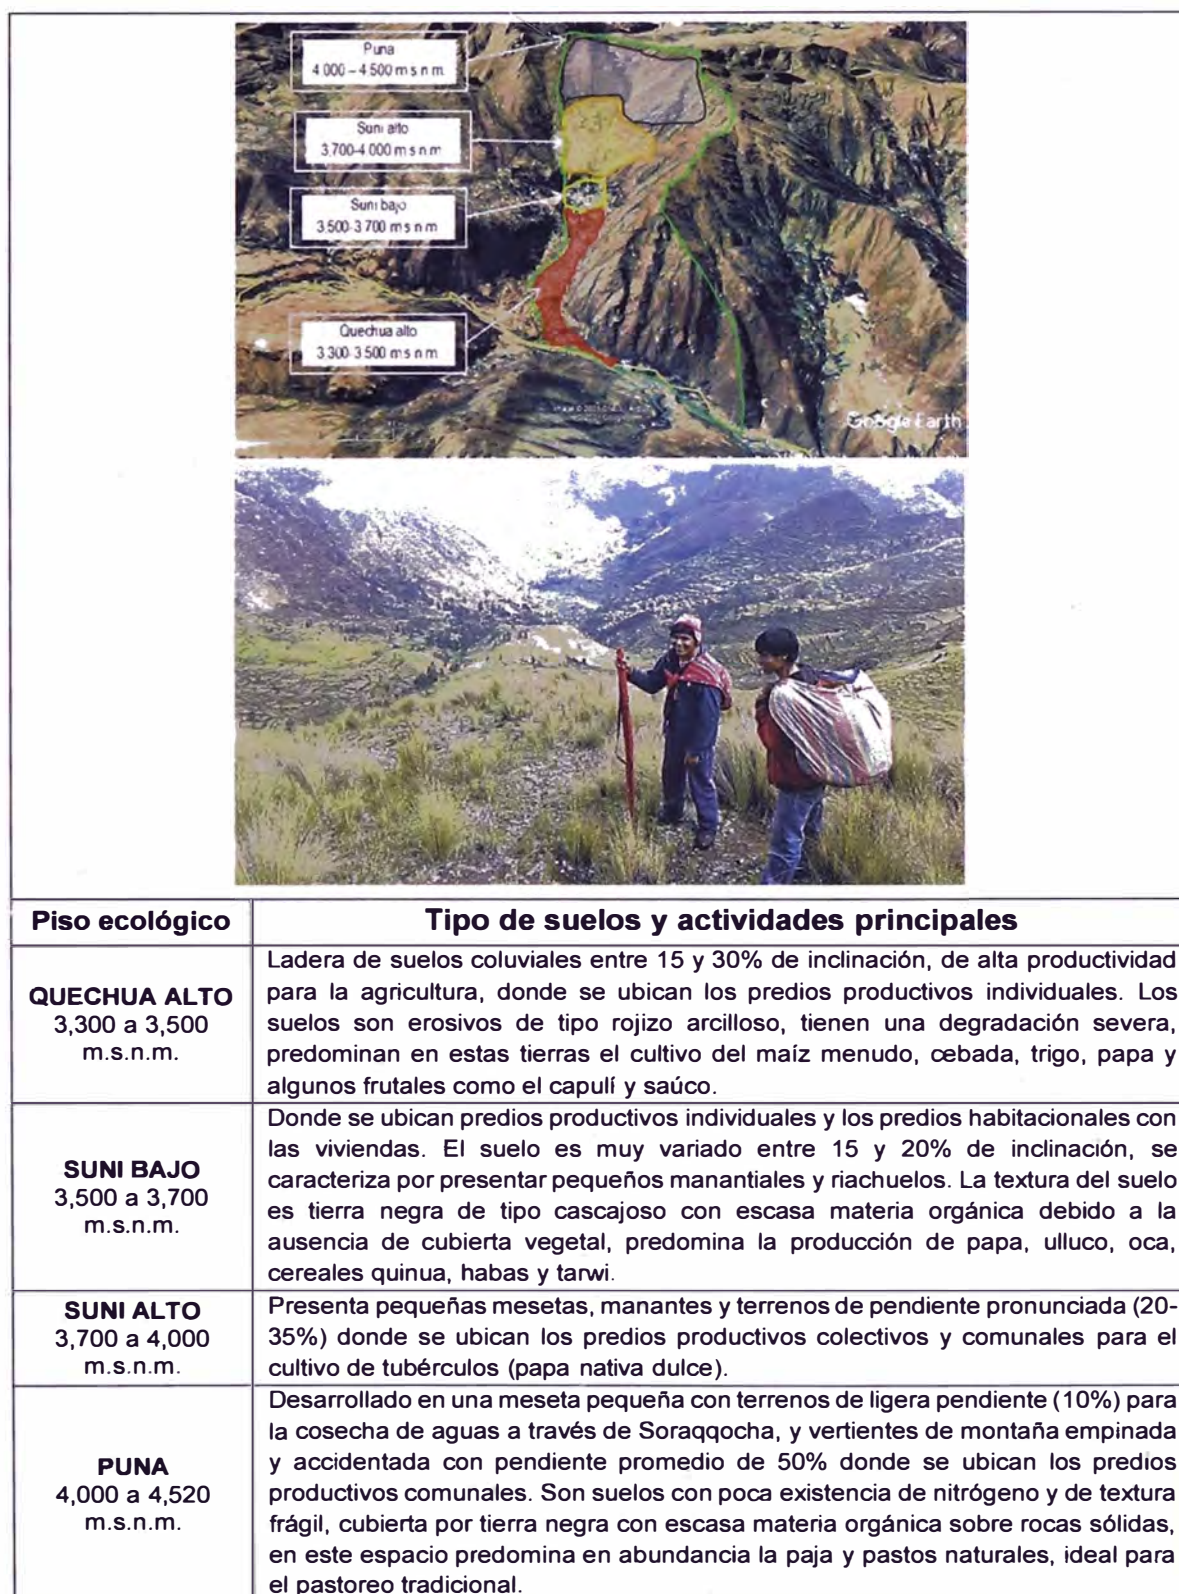 Puna
4 000 – 4 500 m s n m
Suni alto
3,700-4 000 m s n m
Suni bajo
3 500-3 700 m s n m
Quechua alto
3 300-3 500 m s n m
Google Earth
Piso ecológico
Tipo de suelos y actividades principales
QUECHUA ALTO
3,300 a 3,500
m.s.n.m.
Ladera de suelos coluviales entre 15 y 30% de inclinación, de alta productividad
para la agricultura, donde se ubican los predios productivos individuales. Los
suelos son erosivos de tipo rojizo arcilloso, tienen una degradación severa,
predominan en estas tierras el cultivo del maíz menudo, cebada, trigo, papa y
algunos frutales como el capulí y saúco.
SUNI BAJO
3,500 a 3,700
m.s.n.m.
Donde se ubican predios productivos individuales y los predios habitacionales con
las viviendas. El suelo es muy variado entre 15 y 20% de inclinación, se
caracteriza por presentar pequeños manantiales y riachuelos. La textura del suelo
es tierra negra de tipo cascajoso con escasa materia orgánica debido a la
ausencia de cubierta vegetal, predomina la producción de papa, ulluco, oca,
cereales quinua, habas y tarwi.
SUNI ALTO
3,700 a 4,000
m.s.n.m.
Presenta pequeñas mesetas, manantes y terrenos de pendiente pronunciada (20-
35%) donde se ubican los predios productivos colectivos y comunales para el
cultivo de tubérculos (papa nativa dulce).
PUNA
4,000 a 4,520
m.s.n.m.
Desarrollado en una meseta pequeña con terrenos de ligera pendiente (10%) para
la cosecha de aguas a través de Soraqqocha, y vertientes de montaña empinada
y accidentada con pendiente promedio de 50% donde se ubican los predios
productivos comunales. Son suelos con poca existencia de nitrógeno y de textura
frágil, cubierta por tierra negra con escasa materia orgánica sobre rocas sólidas,
en este espacio predomina en abundancia la paja y pastos naturales, ideal para
el pastoreo tradicional.